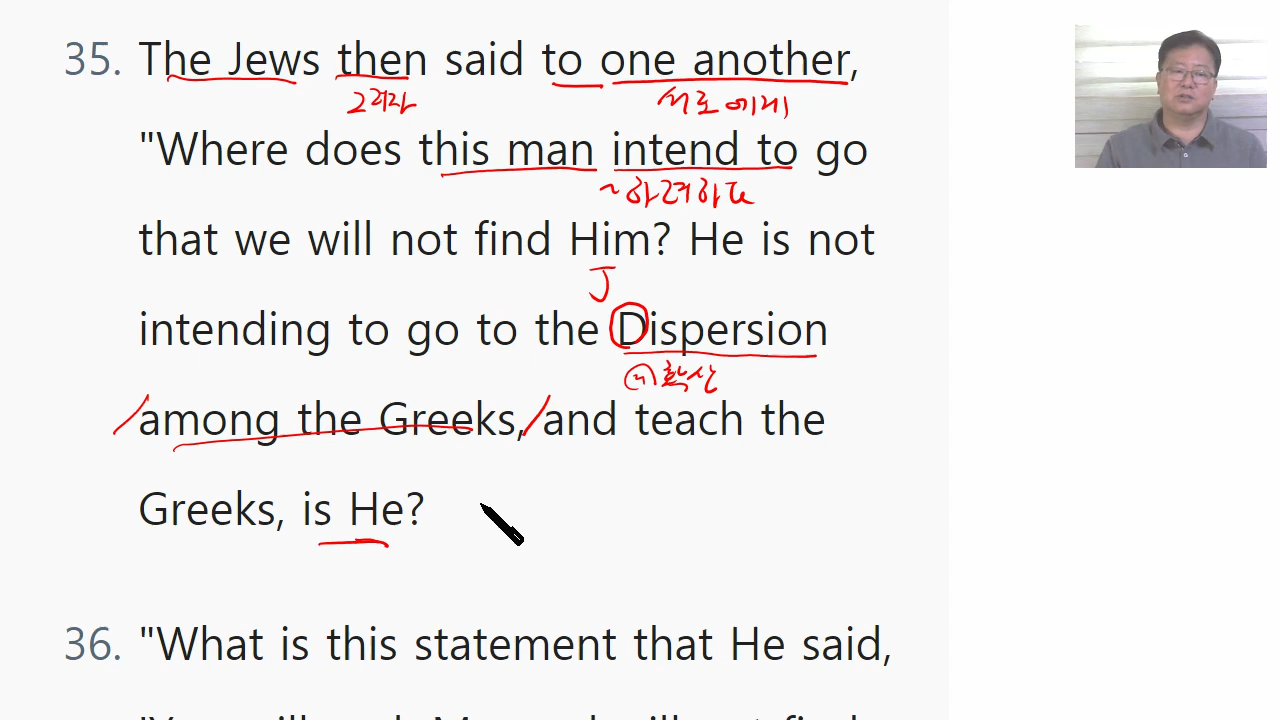 35. The Jews then said to one another,
그러자 서로에게
"Where does this man intend to go
~하려하다
that we will not find Him? He is not
J
intending to go to the Dispersion
확산
among the Greeks, and teach the
Greeks, is He?
36. "What is this statement that He said,